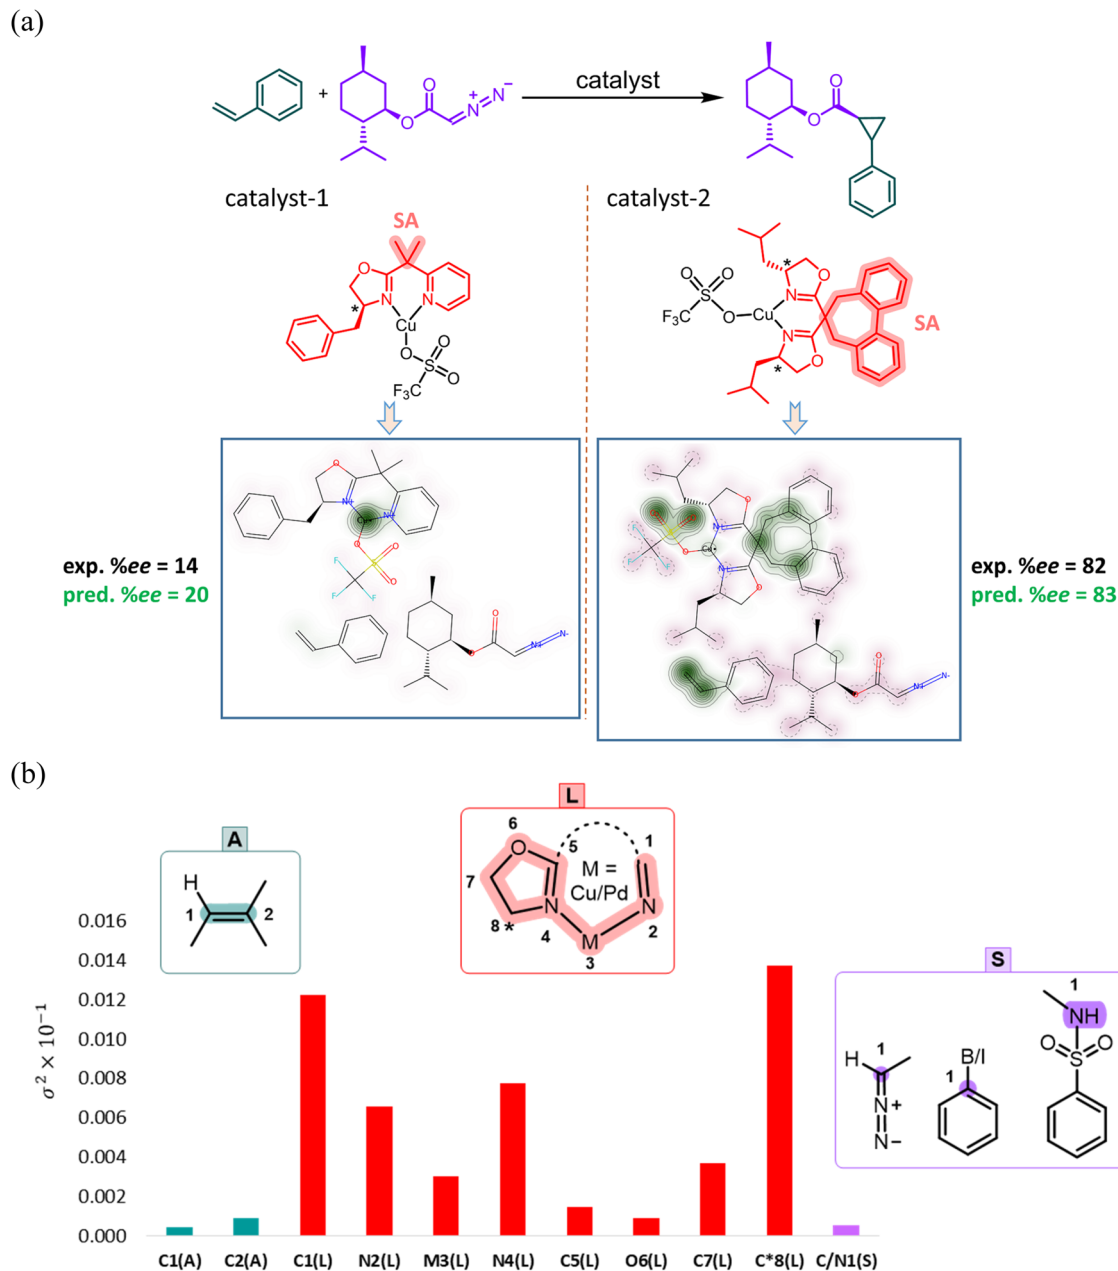 (a)
catalyst
+
O
O
N
+
N
−
O
O
catalyst-1
catalyst-2
SA
O
N
N
*
Cu
O
O
S
O
F₃C
O
O
S
F₃C
O
Cu
N
O
N
O
*
*
SA
exp. %ee = 14
pred. %ee = 20
exp. %ee = 82
pred. %ee = 83
(b)
A
H
1
2
L
6
O
5
1
7
M =
Cu/Pd
8
*
N
4
M
3
N
2
S
1
NH
O
S
O
H
1
N
+
N
−
B/I
1
σ² × 10⁻¹
0.016
0.014
0.012
0.010
0.008
0.006
0.004
0.002
0.000
C1(A) C2(A) C1(L) N2(L) M3(L) N4(L) C5(L) O6(L) C7(L) C*8(L) C/N1(S)